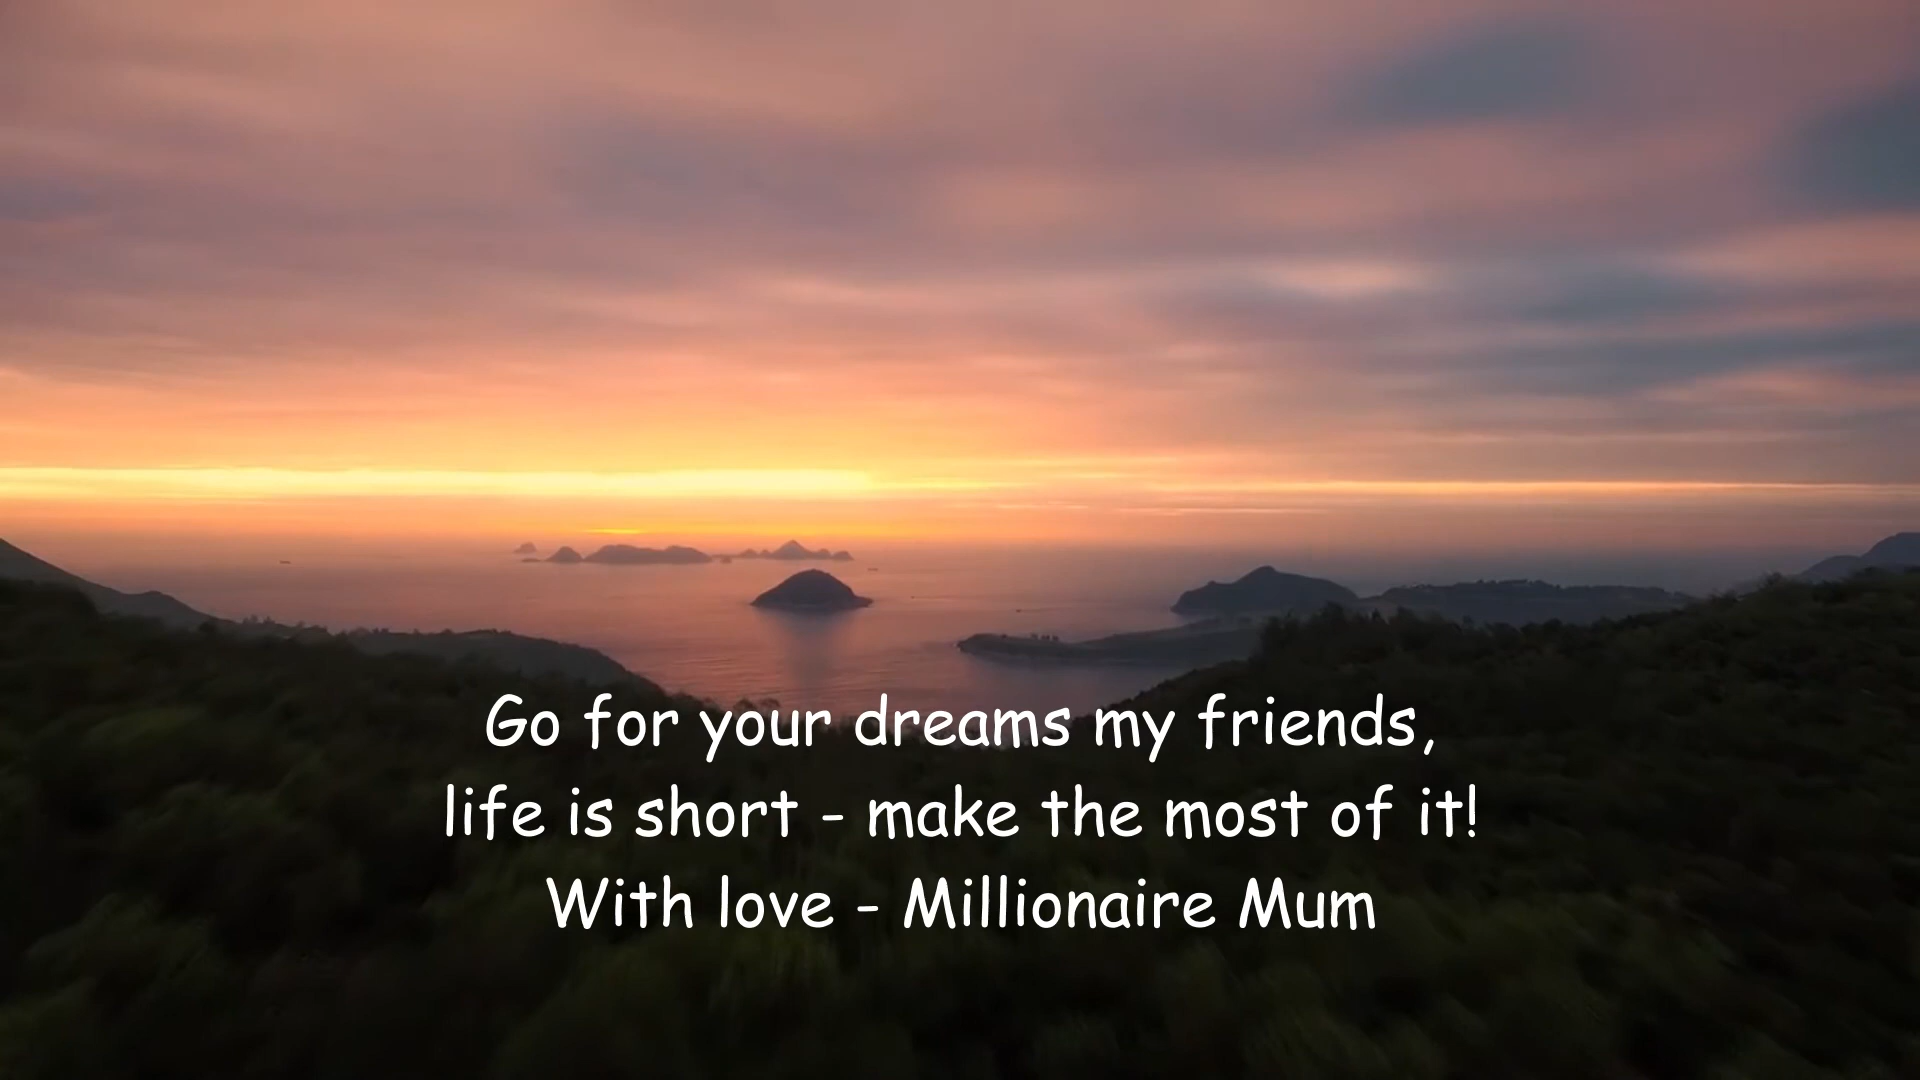 Go for your dreams my friends,
life is short - make the most of it!
With love - Millionaire Mum